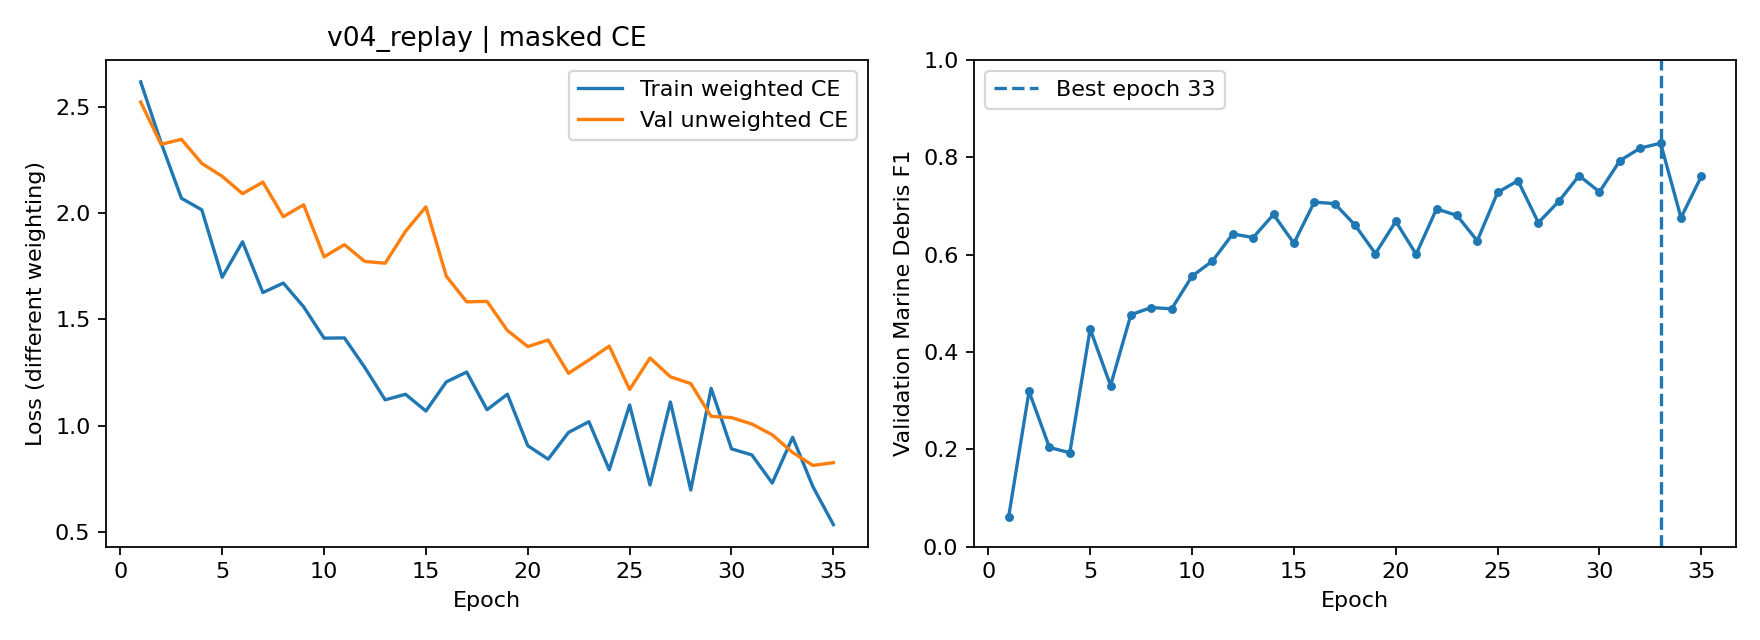 v04_replay | masked CE
Train weighted CE
Val unweighted CE
Loss (different weighting)
2.5
2.0
1.5
1.0
0.5
0 5 10 15 20 25 30 35
Epoch
Best epoch 33
Validation Marine Debris F1
1.0
0.8
0.6
0.4
0.2
0.0
0 5 10 15 20 25 30 35
Epoch